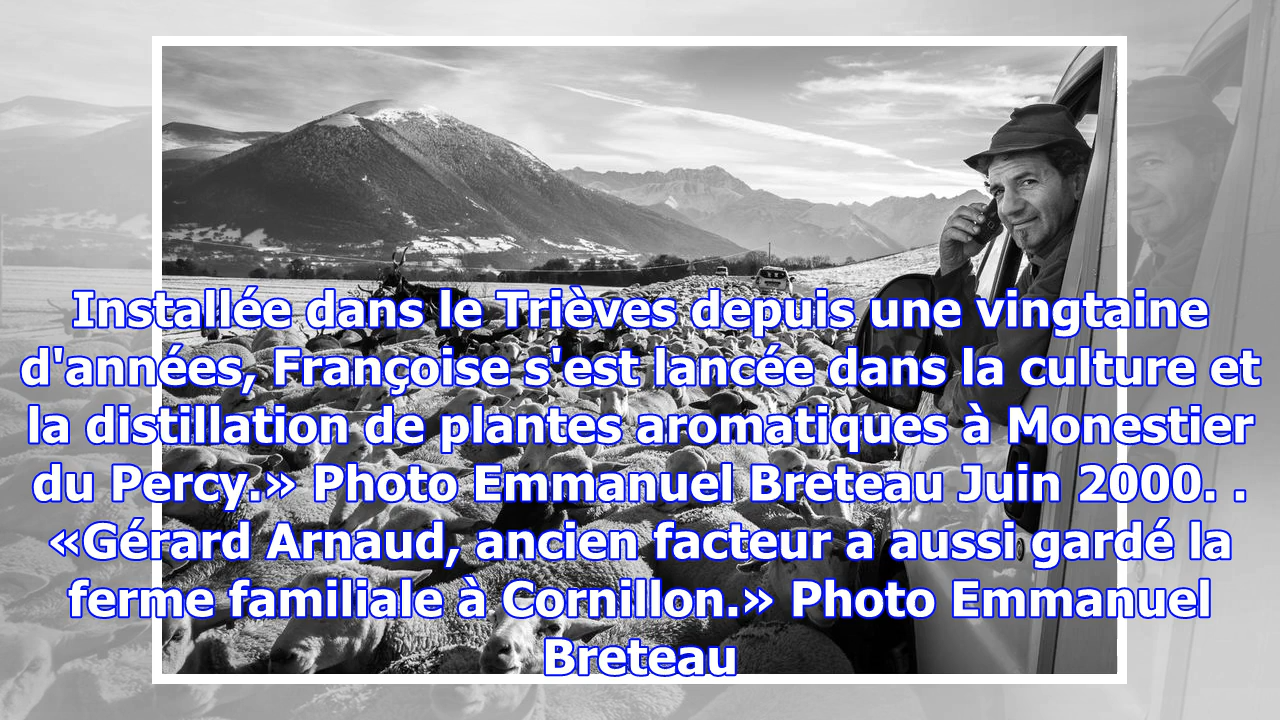 Installée dans le Trièves depuis une vingtaine
d'années, Françoise s'est lancée dans la culture et
la distillation de plantes aromatiques à Monestier
du Percy.» Photo Emmanuel Breteau Juin 2000. .
«Gérard Arnaud, ancien facteur a aussi gardé la
ferme familiale à Cornillon.» Photo Emmanuel
Breteau